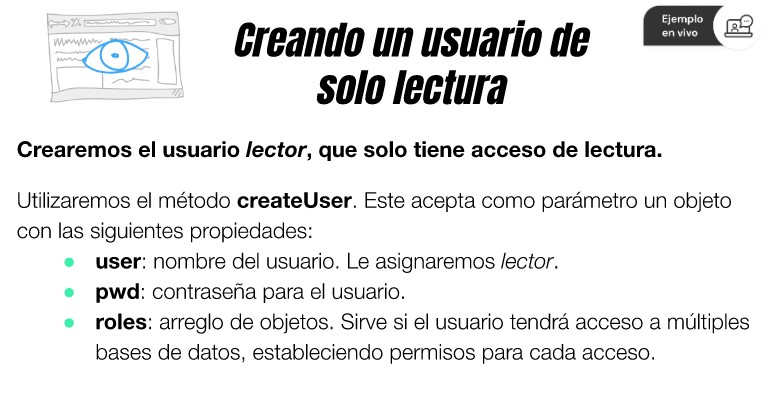 Creando un usuario de
solo lectura
Ejemplo
en vivo
Crearemos el usuario lector, que solo tiene acceso de lectura.
Utilizaremos el método createUser. Este acepta como parámetro un objeto
con las siguientes propiedades:
● user: nombre del usuario. Le asignaremos lector.
● pwd: contraseña para el usuario.
● roles: arreglo de objetos. Sirve si el usuario tendrá acceso a múltiples
bases de datos, estableciendo permisos para cada acceso.